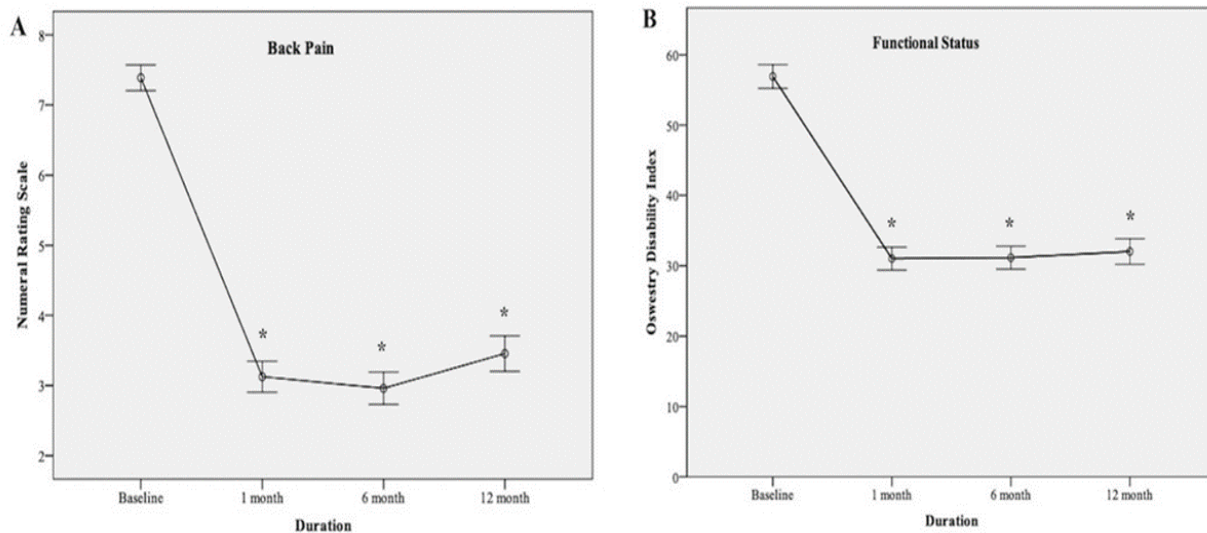 A
Back Pain
Numeral Rating Scale
8
7
6
5
4
3
2
*
*
*
Baseline
1 month
6 month
12 month
Duration
B
Functional Status
Oswestry Disability Index
60
50
40
30
20
10
0
*
*
*
Baseline
1 month
6 month
12 month
Duration